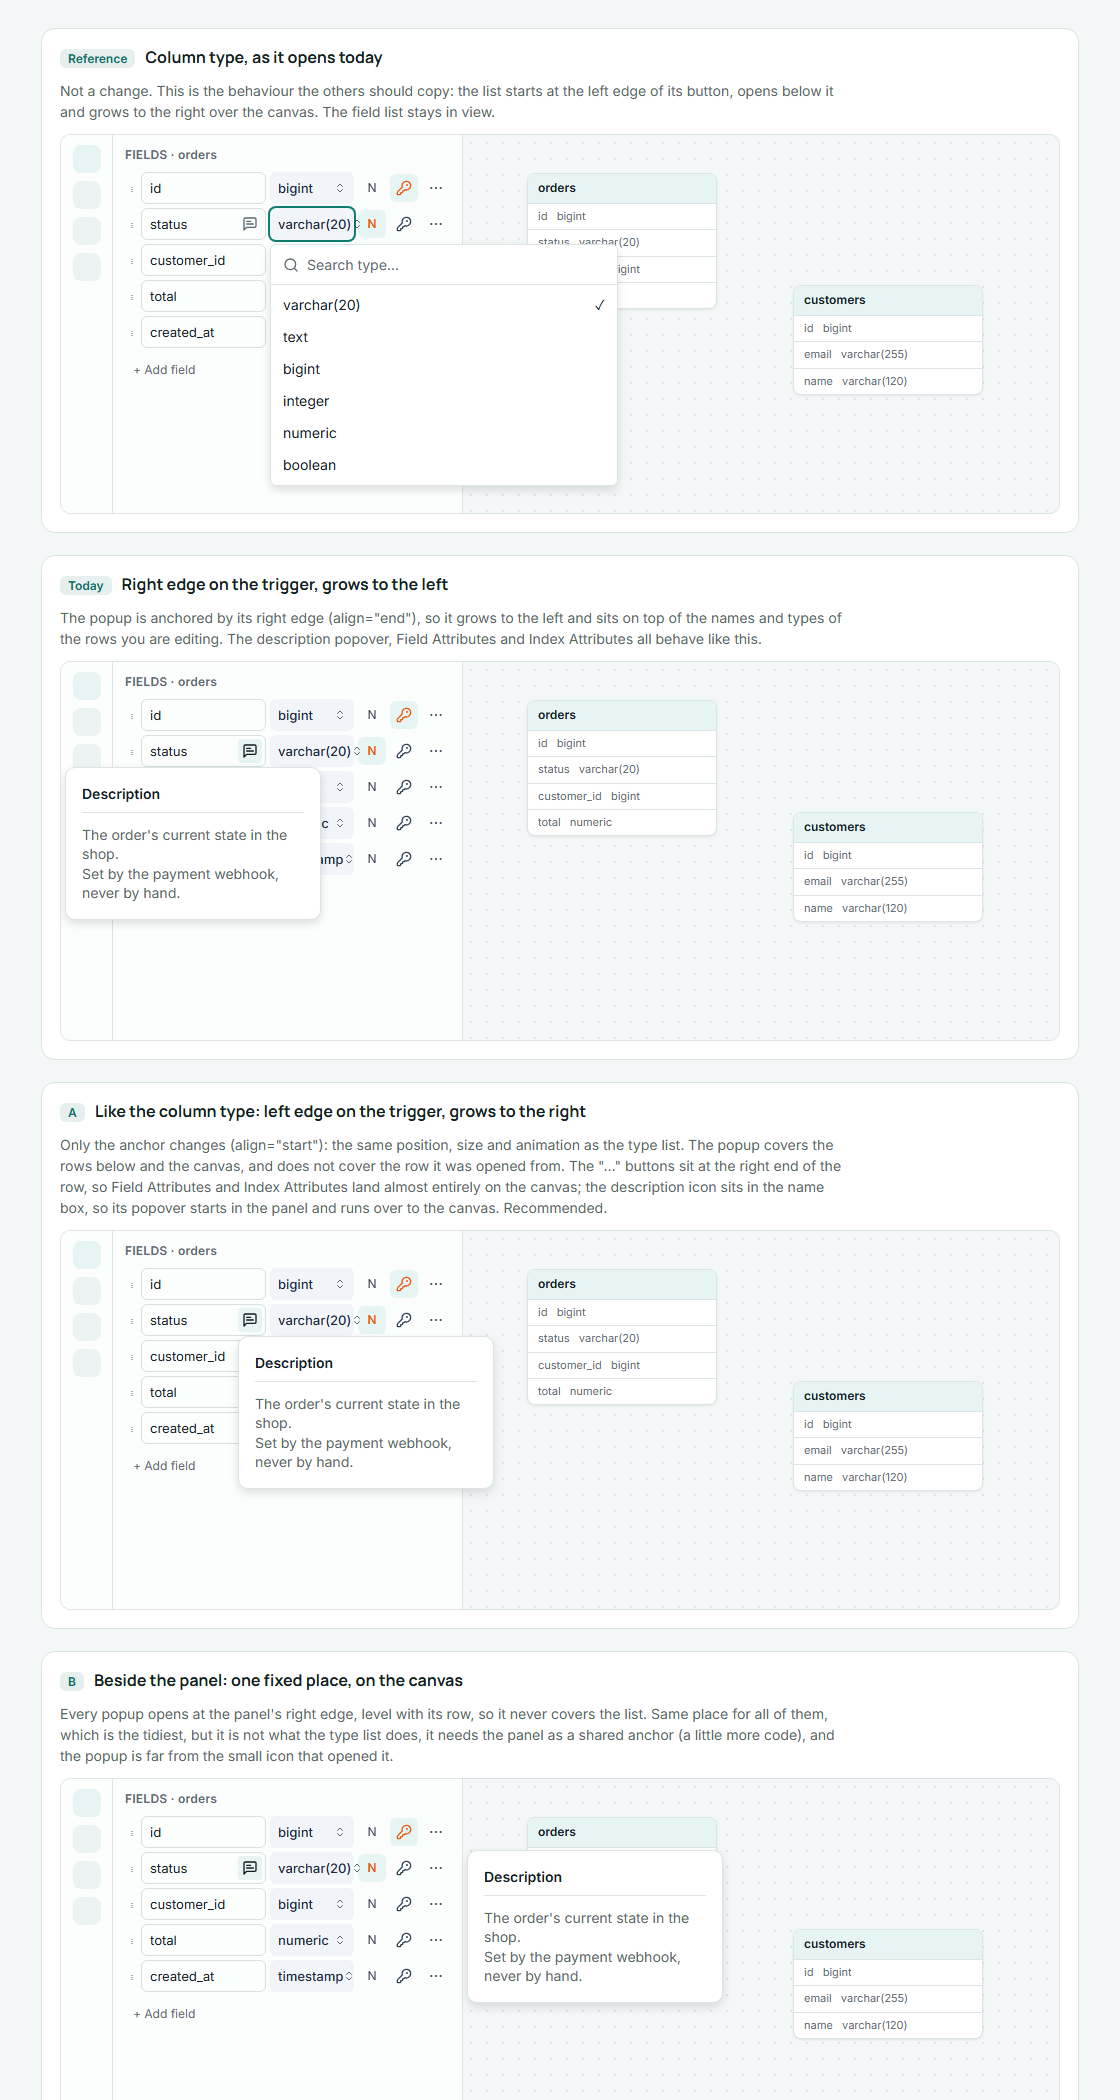 Reference Column type, as it opens today
Not a change. This is the behaviour the others should copy: the list starts at the left edge of its button, opens below it
and grows to the right over the canvas. The field list stays in view.
FIELDS · orders
id bigint N ...
status varchar(20) N ...
customer_id
total
created_at
+ Add field
Search type...
varchar(20) ✓
text
bigint
integer
numeric
boolean
orders
id bigint
status varchar(20)
igint
customers
id bigint
email varchar(255)
name varchar(120)
Today Right edge on the trigger, grows to the left
The popup is anchored by its right edge (align="end"), so it grows to the left and sits on top of the names and types of
the rows you are editing. The description popover, Field Attributes and Index Attributes all behave like this.
FIELDS · orders
id bigint N ...
status varchar(20) N ...
N ...
c N ...
amp N ...
Description
The order's current state in the
shop.
Set by the payment webhook,
never by hand.
orders
id bigint
status varchar(20)
customer_id bigint
total numeric
customers
id bigint
email varchar(255)
name varchar(120)
A Like the column type: left edge on the trigger, grows to the right
Only the anchor changes (align="start"): the same position, size and animation as the type list. The popup covers the
rows below and the canvas, and does not cover the row it was opened from. The "..." buttons sit at the right end of the
row, so Field Attributes and Index Attributes land almost entirely on the canvas; the description icon sits in the name
box, so its popover starts in the panel and runs over to the canvas. Recommended.
FIELDS · orders
id bigint N ...
status varchar(20) N ...
customer_id
total
created_at
+ Add field
Description
The order's current state in the
shop.
Set by the payment webhook,
never by hand.
orders
id bigint
status varchar(20)
customer_id bigint
total numeric
customers
id bigint
email varchar(255)
name varchar(120)
B Beside the panel: one fixed place, on the canvas
Every popup opens at the panel's right edge, level with its row, so it never covers the list. Same place for all of them,
which is the tidiest, but it is not what the type list does, it needs the panel as a shared anchor (a little more code), and
the popup is far from the small icon that opened it.
FIELDS · orders
id bigint N ...
status varchar(20) N ...
customer_id bigint N ...
total numeric N ...
created_at timestamp N ...
+ Add field
orders
Description
The order's current state in the
shop.
Set by the payment webhook,
never by hand.
customers
id bigint
email varchar(255)
name varchar(120)